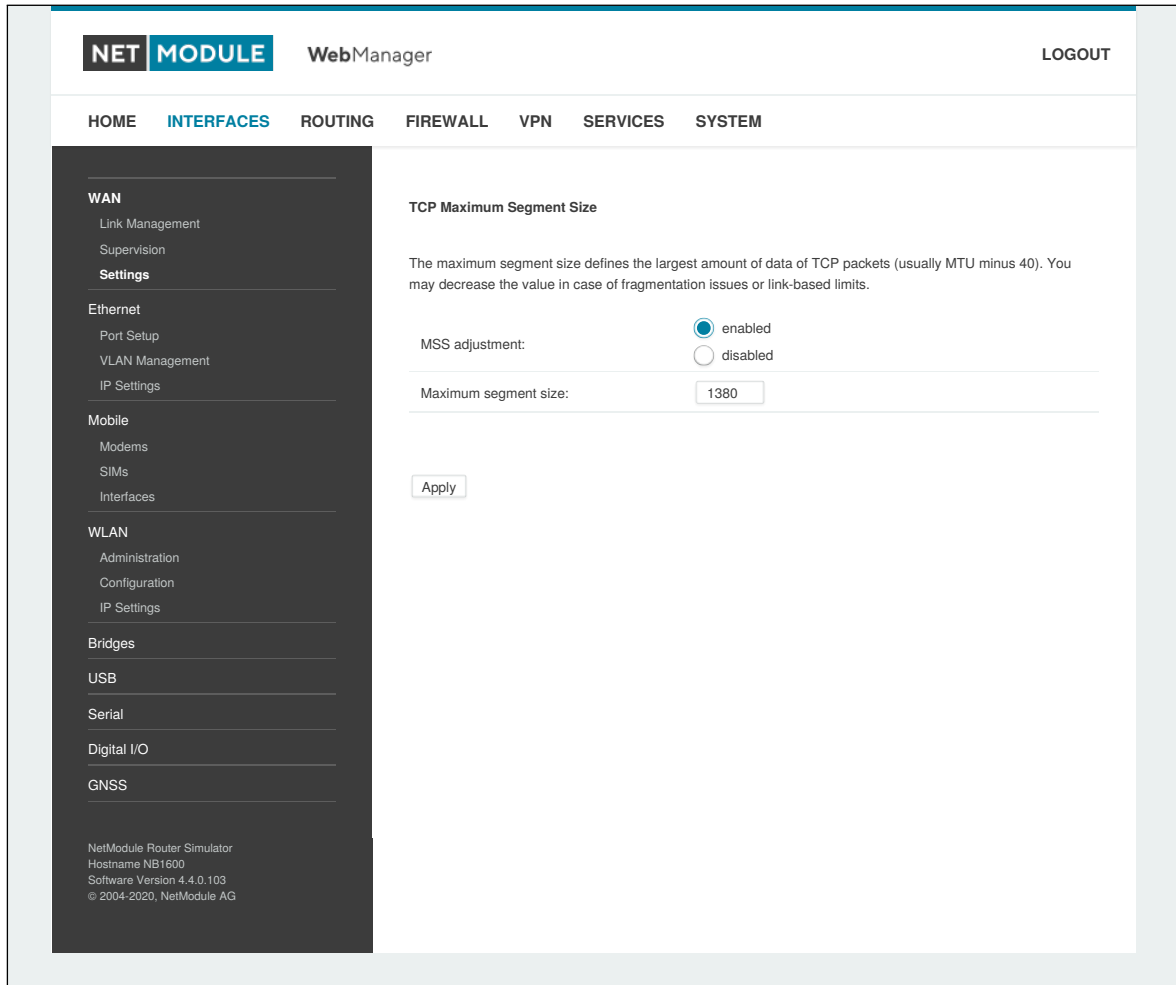 NET MODULE WebManager LOGOUT
HOME INTERFACES ROUTING FIREWALL VPN SERVICES SYSTEM
WAN
Link Management
Supervision
Settings
Ethernet
Port Setup
VLAN Management
IP Settings
Mobile
Modems
SIMs
Interfaces
WLAN
Administration
Configuration
IP Settings
Bridges
USB
Serial
Digital I/O
GNSS
NetModule Router Simulator
Hostname NB1600
Software Version 4.4.0.103
© 2004-2020, NetModule AG
TCP Maximum Segment Size
The maximum segment size defines the largest amount of data of TCP packets (usually MTU minus 40). You
may decrease the value in case of fragmentation issues or link-based limits.
MSS adjustment:
enabled
disabled
Maximum segment size: 1380
Apply